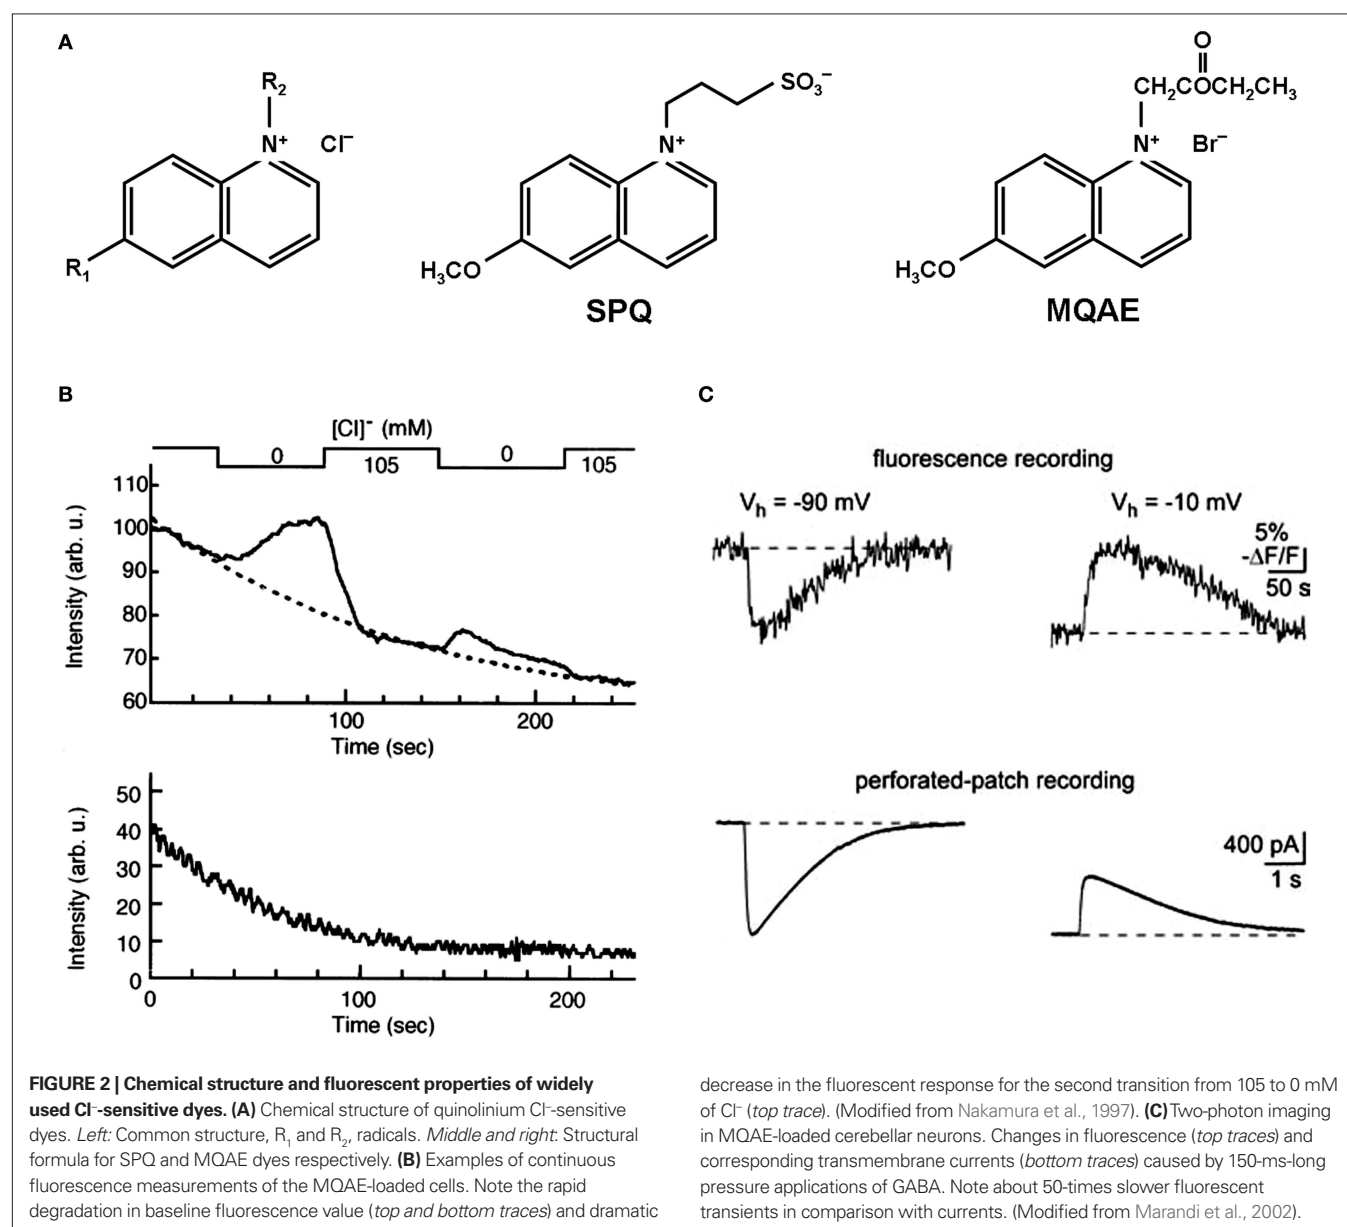 A
R2
N+
Cl−
R1
SO3−
N+
H3CO
SPQ
O
CH2COCH2CH3
N+
Br−
H3CO
MQAE
B
[Cl]- (mM)
0
105
0
105
110
100
90
80
70
60
Intensity (arb. u.)
100
200
Time (sec)
50
40
30
20
10
0
Intensity (arb. u.)
0
100
200
Time (sec)
C
fluorescence recording
Vh = -90 mV
Vh = -10 mV
5%
-ΔF/F
50 s
perforated-patch recording
400 pA
1 s
FIGURE 2 | Chemical structure and fluorescent properties of widely
used Cl−-sensitive dyes. (A) Chemical structure of quinolinium Cl−-sensitive
dyes. Left: Common structure, R1 and R2, radicals. Middle and right: Structural
formula for SPQ and MQAE dyes respectively. (B) Examples of continuous
fluorescence measurements of the MQAE-loaded cells. Note the rapid
degradation in baseline fluorescence value (top and bottom traces) and dramatic
decrease in the fluorescent response for the second transition from 105 to 0 mM
of Cl− (top trace). (Modified from Nakamura et al., 1997). (C) Two-photon imaging
in MQAE-loaded cerebellar neurons. Changes in fluorescence (top traces) and
corresponding transmembrane currents (bottom traces) caused by 150-ms-long
pressure applications of GABA. Note about 50-times slower fluorescent
transients in comparison with currents. (Modified from Marandi et al., 2002).